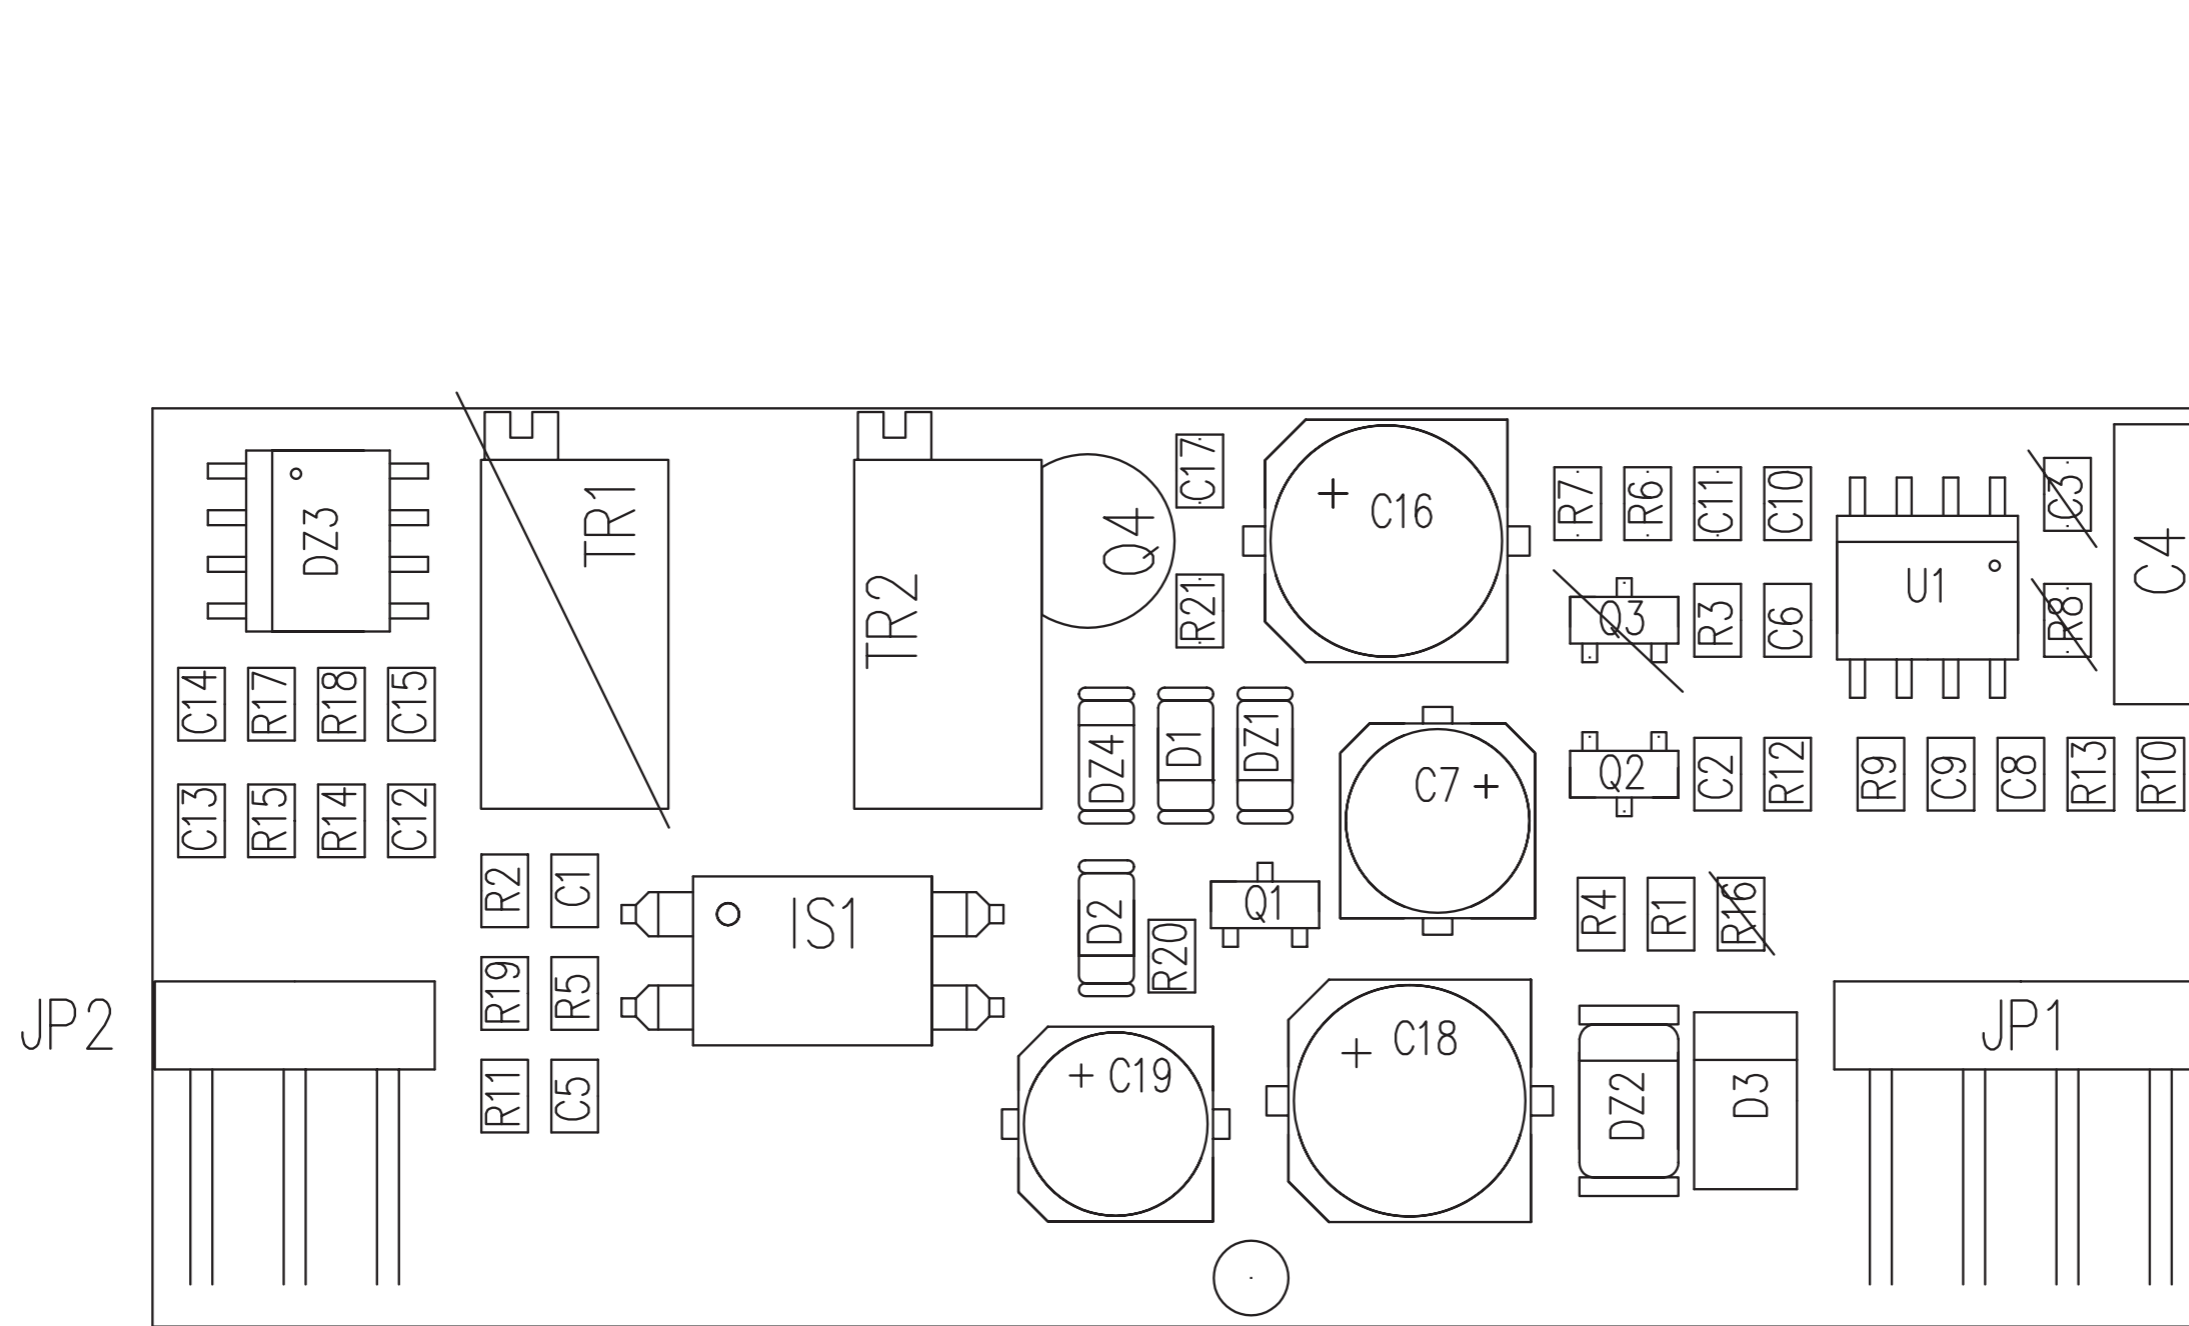 C17
+ C16
R7
R6
C11
C10
C3
TR1
DZ3
Q4
TR2
R21
Q3
R3
C6
U1
R8
C4
C14
R17
R18
C15
DZ4
D1
DZ1
C7 +
Q2
C2
R12
R9
C9
C8
R13
R10
C13
R15
R14
C12
R2
C1
IS1
D2
Q1
R4
R1
R16
R20
R19
R5
JP2
JP1
+ C18
+ C19
R11
C5
DZ2
D3